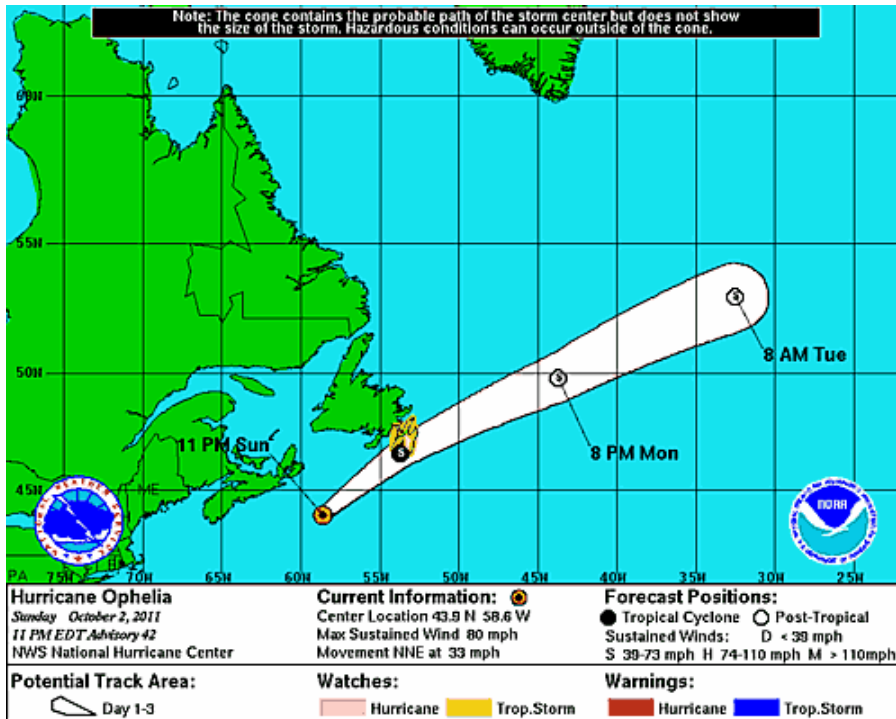 Note: The cone contains the probable path of the storm center but does not show
the size of the storm. Hazardous conditions can occur outside of the cone.
60N
55N
50N
8 AM Tue
11 PM Sun
S
8 PM Mon
45N
ME
NOAA
PA
75W 70W 65W 60W 55W 50W 45W 40W 35W 30W 25W
Hurricane Ophelia
Sunday October 2, 2011
11 PM EDT Advisory 42
NWS National Hurricane Center
Current Information:
Center Location 43.9 N 58.6 W
Max Sustained Wind 80 mph
Movement NNE at 33 mph
Forecast Positions:
Tropical Cyclone Post-Tropical
Sustained Winds: D < 39 mph
S 39-73 mph H 74-110 mph M > 110mph
Potential Track Area:
Day 1-3
Watches:
Hurricane Trop.Storm
Warnings:
Hurricane Trop.Storm